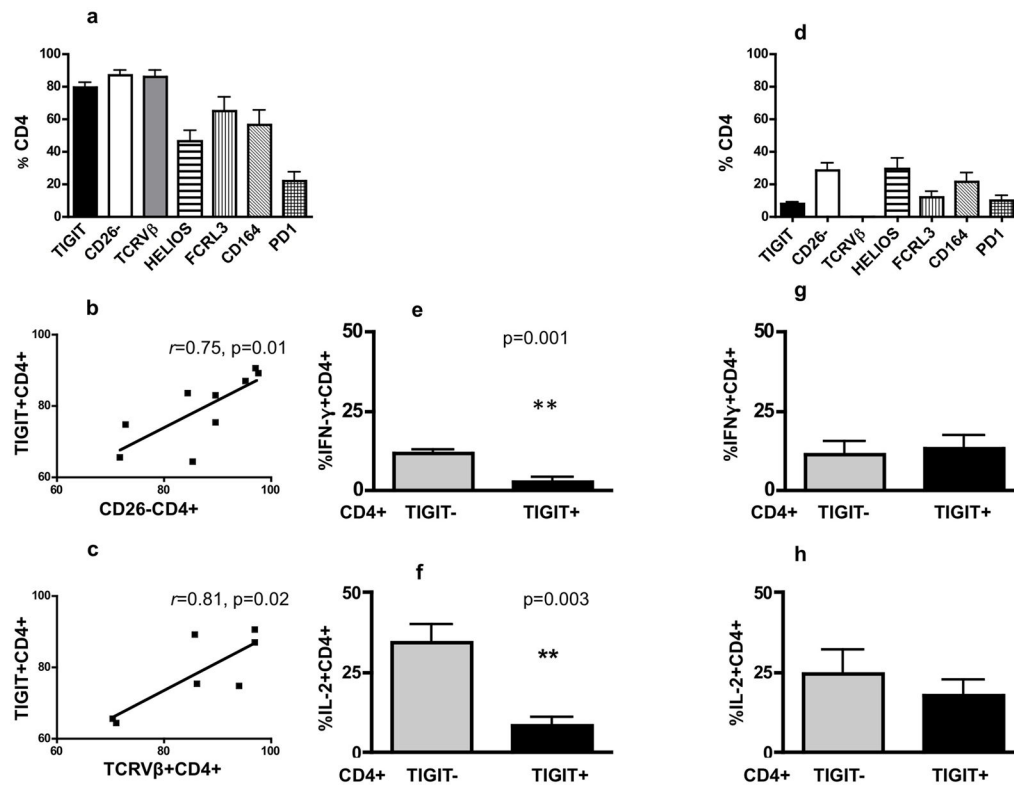 a
100
80
60
40
20
0
% CD4
TIGIT
CD26-
TCRVβ
HELIOS
FCRL3
CD164
PD1
d
100
80
60
40
20
0
% CD4
TIGIT
CD26-
TCRVβ
HELIOS
FCRL3
CD164
PD1
b
r=0.75, p=0.01
TIGIT+CD4+
100
80
60
60
80
100
CD26-CD4+
e
p=0.001
**
%IFN-γ+CD4+
50
25
0
CD4+ TIGIT- TIGIT+
g
%IFNγ+CD4+
50
25
0
CD4+ TIGIT- TIGIT+
c
r=0.81, p=0.02
TIGIT+CD4+
100
80
60
60
80
100
TCRVβ+CD4+
f
p=0.003
**
%IL-2+CD4+
50
25
0
CD4+ TIGIT- TIGIT+
h
%IL-2+CD4+
50
25
0
CD4+ TIGIT- TIGIT+